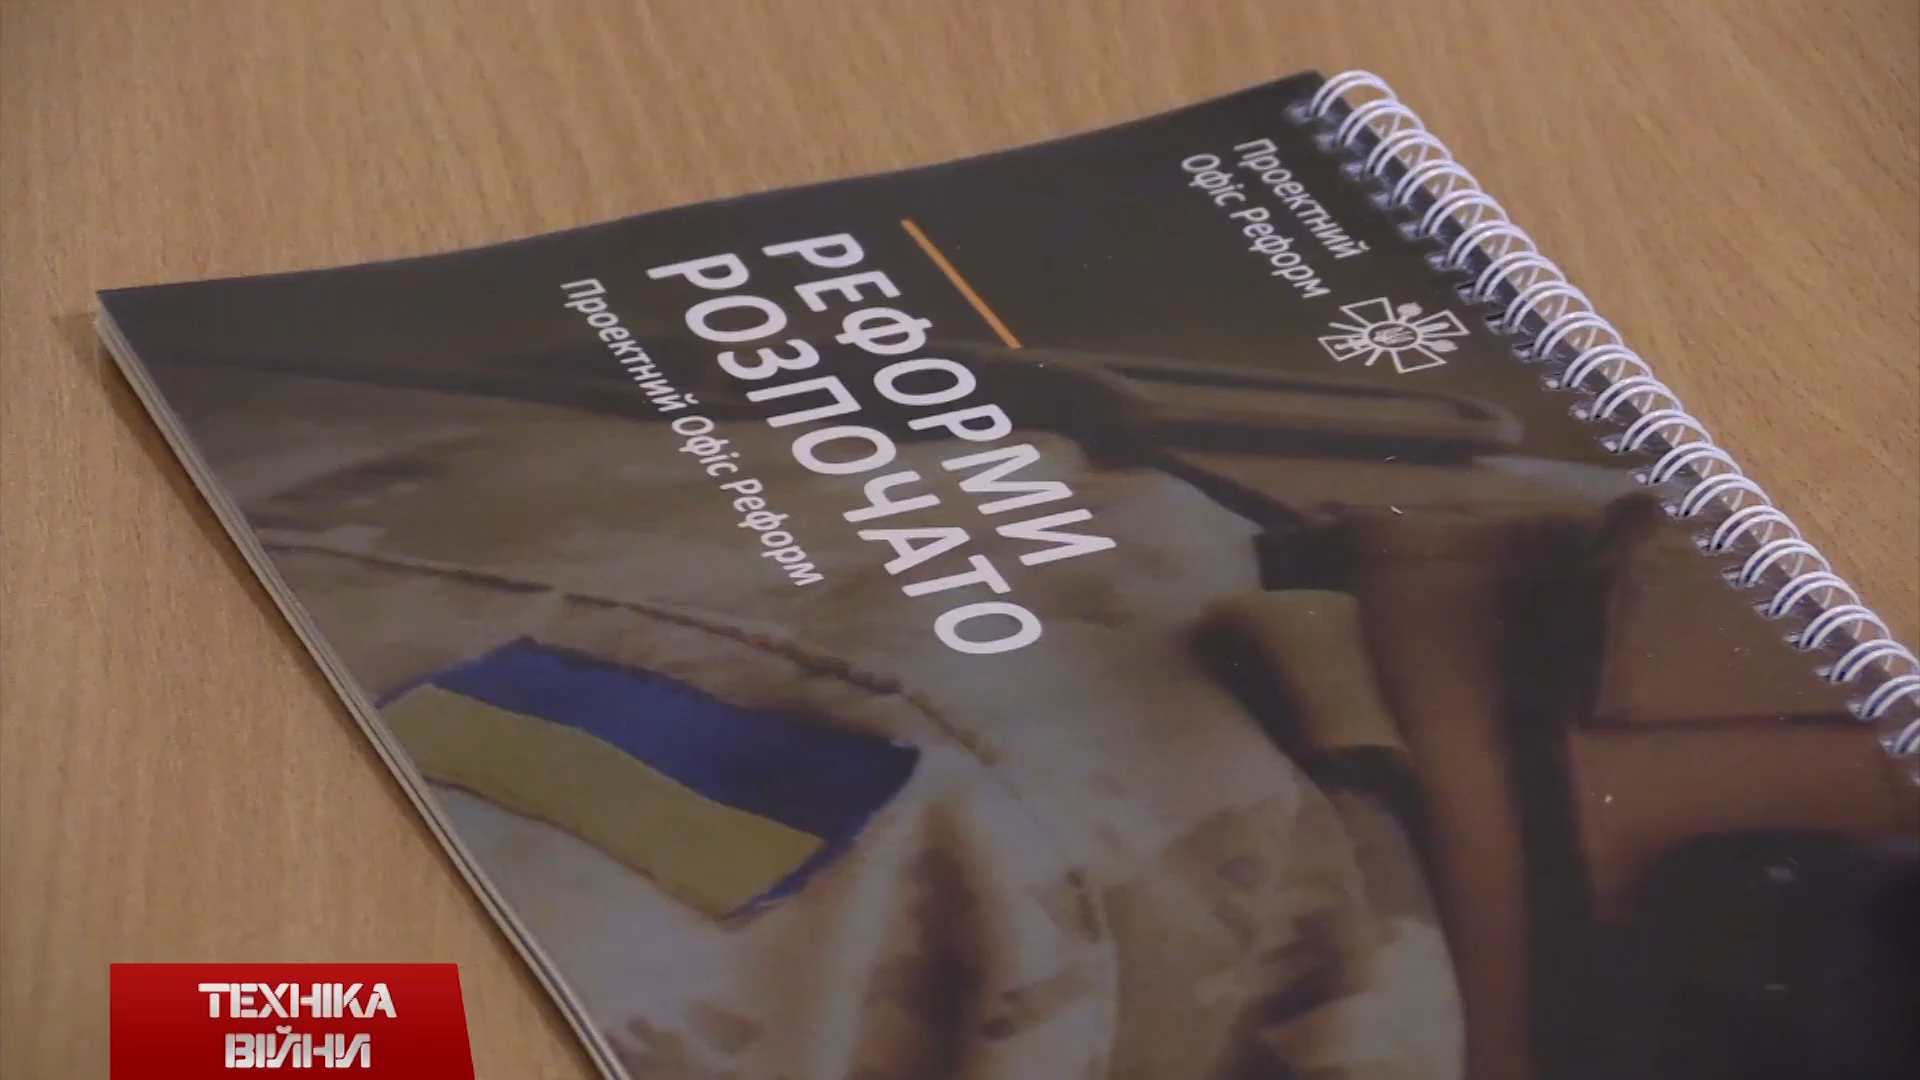 Проектний
Офіс Реформ
РЕФОРМИ
РОЗПОЧАТО
Проектний Офіс Реформ
ТЕХНІКА
ВІЙНИ